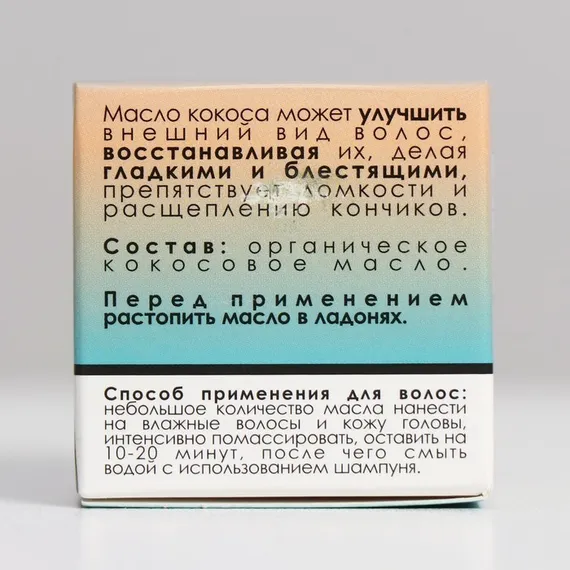 Масло кокоса может улучшить
внешний вид волос,
восстанавливая их, делая
гладкими и блестящими,
препятствует ломкости и
расщеплению кончиков.
Состав: органическое
кокосовое масло.
Перед применением
растопить масло в ладонях.
Способ применения для волос:
небольшое количество масла нанести
на влажные волосы и кожу головы,
интенсивно помассировать, оставить на
10-20 минут, после чего смыть
водой с использованием шампуня.